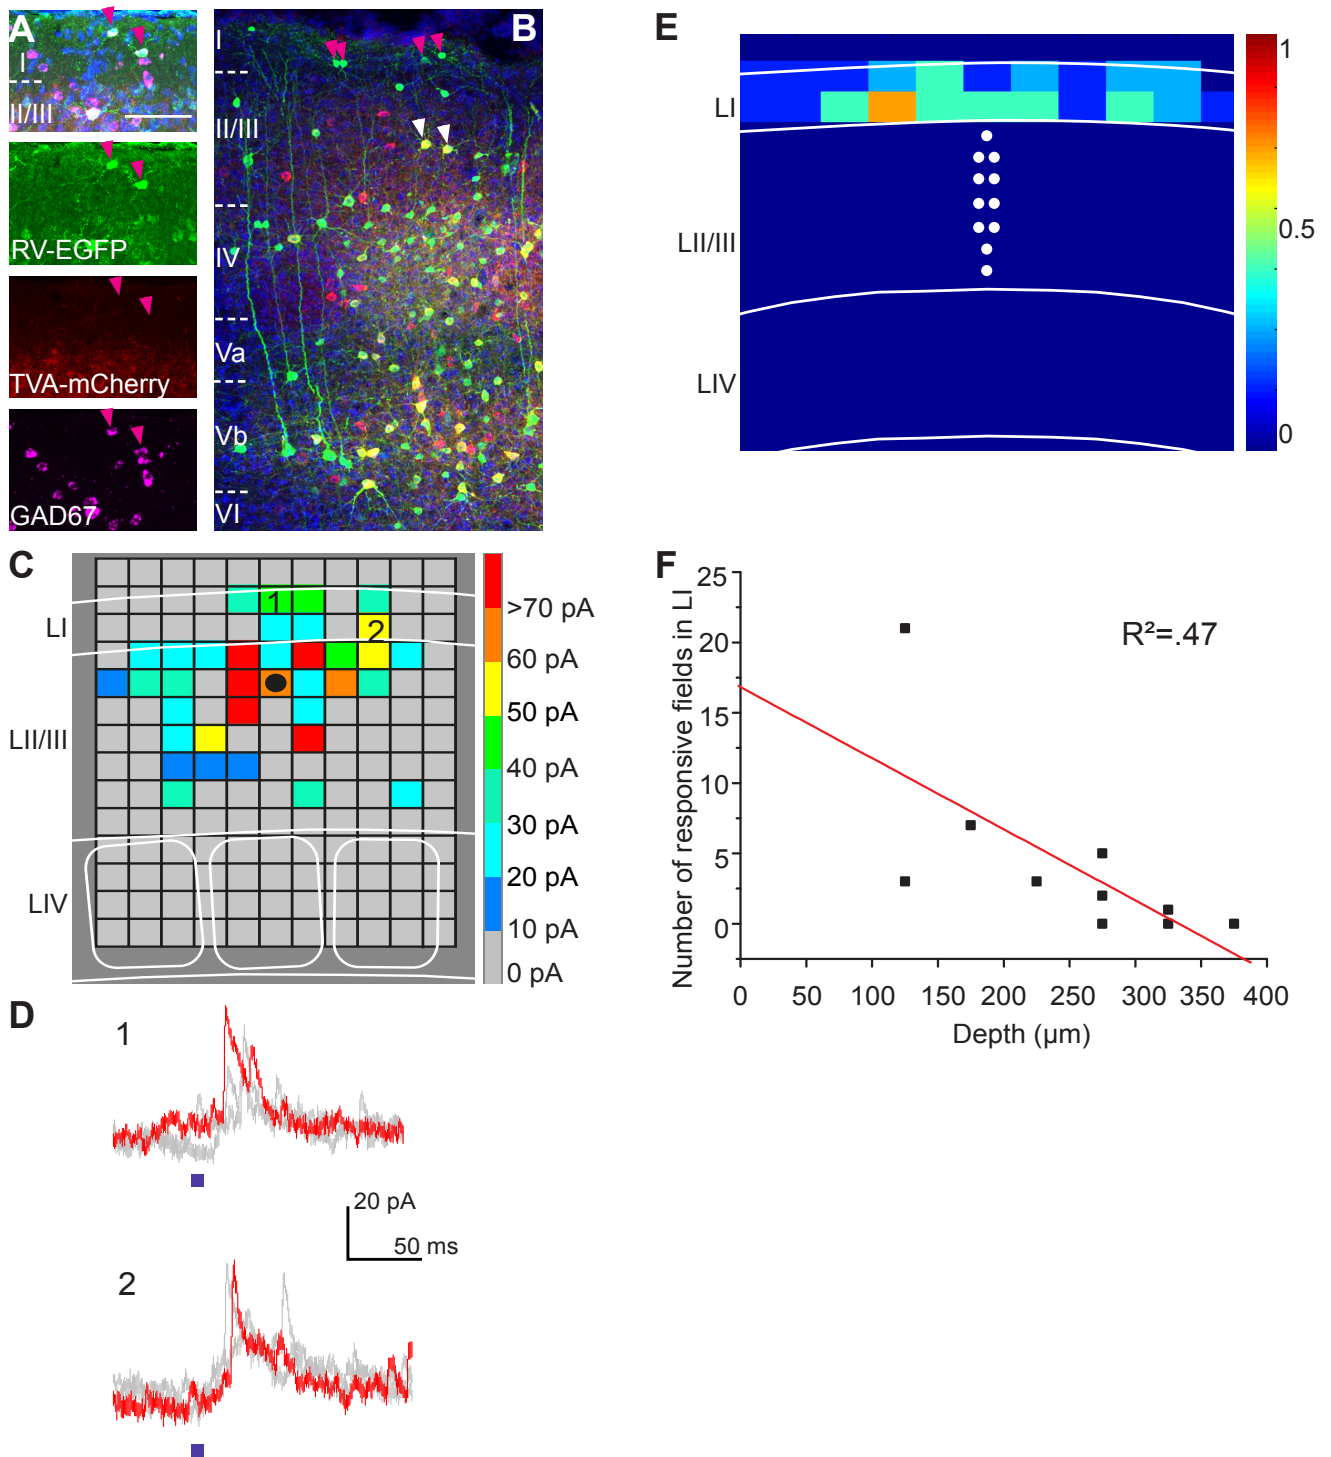 A
I
II/III
RV-EGFP
TVA-mCherry
GAD67
B
I
II/III
IV
Va
Vb
VI
C
1
2
LI
LII/III
LIV
>70 pA
60 pA
50 pA
40 pA
30 pA
20 pA
10 pA
0 pA
D
1
20 pA
50 ms
2
E
LI
LII/III
LIV
1
0.5
0
F
Number of responsive fields in LI
25
20
15
10
5
0
R²=.47
0 50 100 150 200 250 300 350 400
Depth (µm)